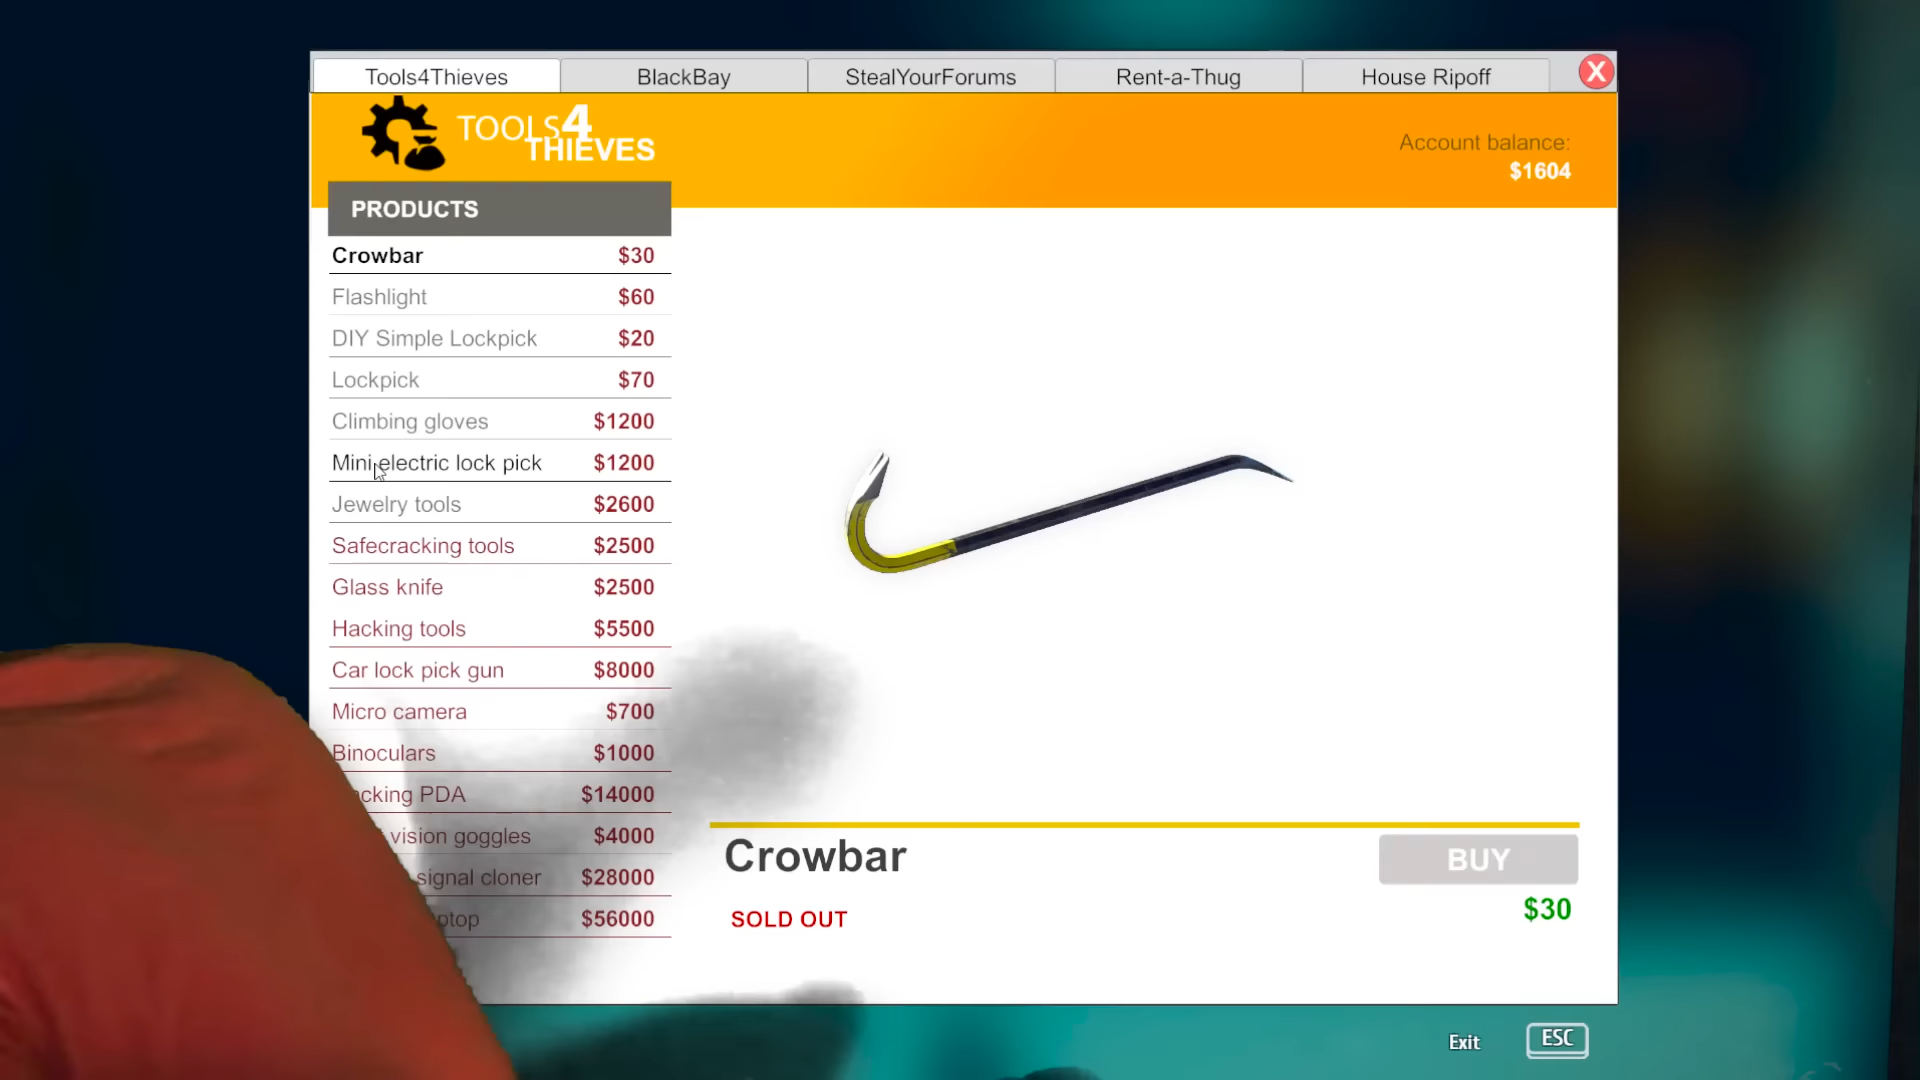 Tools4Thieves BlackBay StealYourForums Rent-a-Thug House Ripoff X
TOOLS4
THIEVES
Account balance:
$1604
PRODUCTS
Crowbar $30
Flashlight $60
DIY Simple Lockpick $20
Lockpick $70
Climbing gloves $1200
Mini electric lock pick $1200
Jewelry tools $2600
Safecracking tools $2500
Glass knife $2500
Hacking tools $5500
Car lock pick gun $8000
Micro camera $700
Binoculars $1000
PDA $14000
vision goggles $4000
signal cloner $28000
$56000
Crowbar
BUY
SOLD OUT
$30
Exit ESC